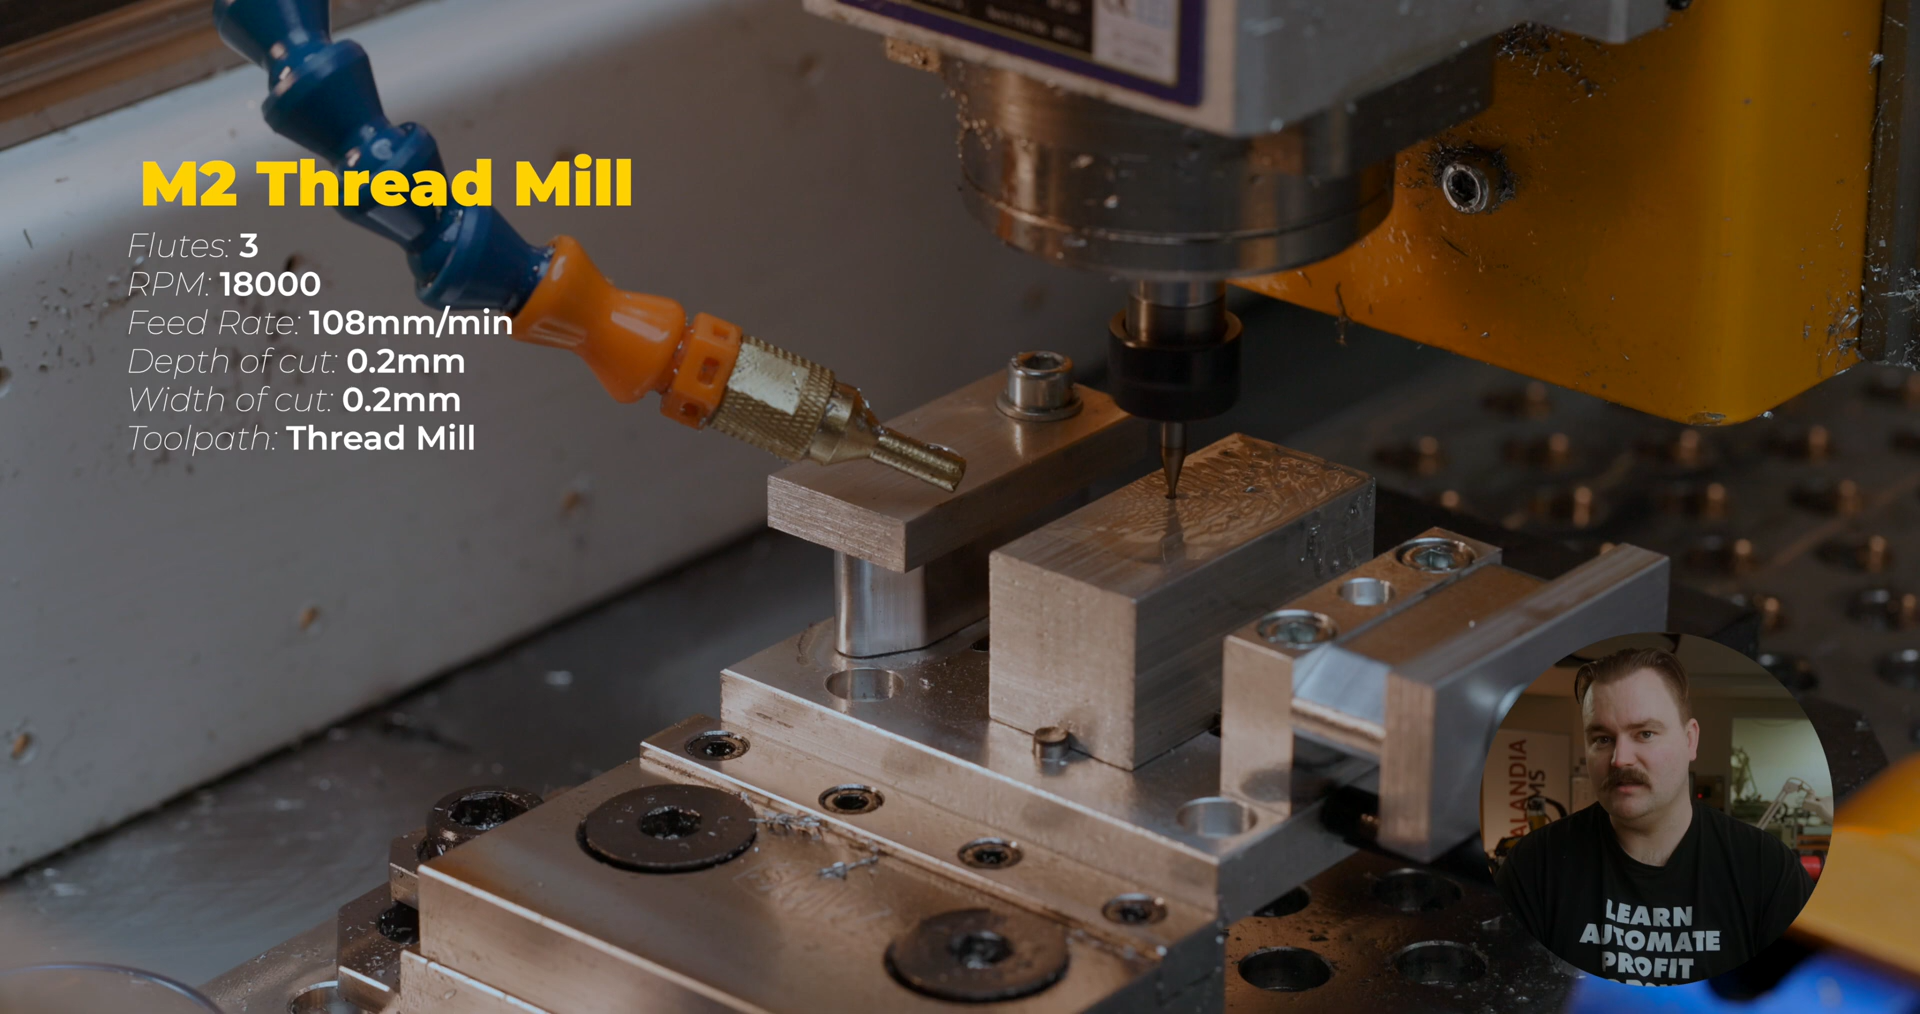 M2 Thread Mill
Flutes: 3
RPM: 18000
Feed Rate: 108mm/min
Depth of cut: 0.2mm
Width of cut: 0.2mm
Toolpath: Thread Mill
LEARN
AUTOMATE
PROFIT